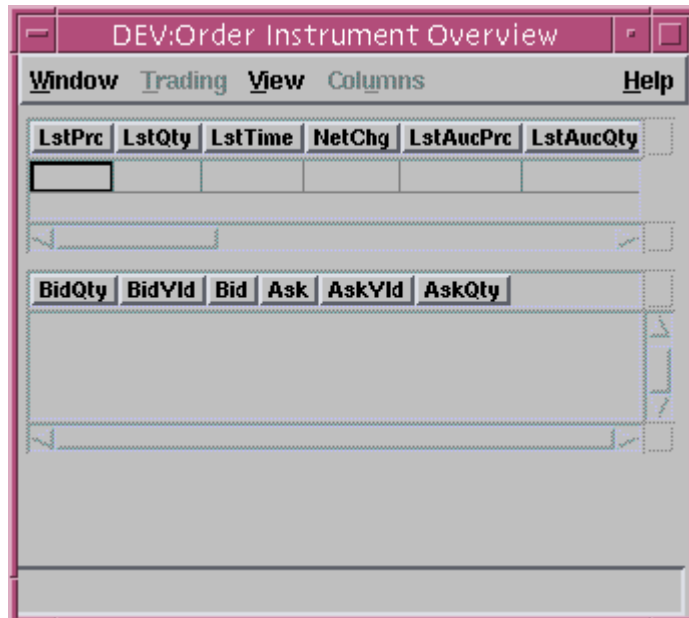 DEV:Order Instrument Overview
Window Trading View Columns Help
LstPrc LstQty LstTime NetChg LstAucPrc LstAucQty
BidQty BidYld Bid Ask AskYld AskQty